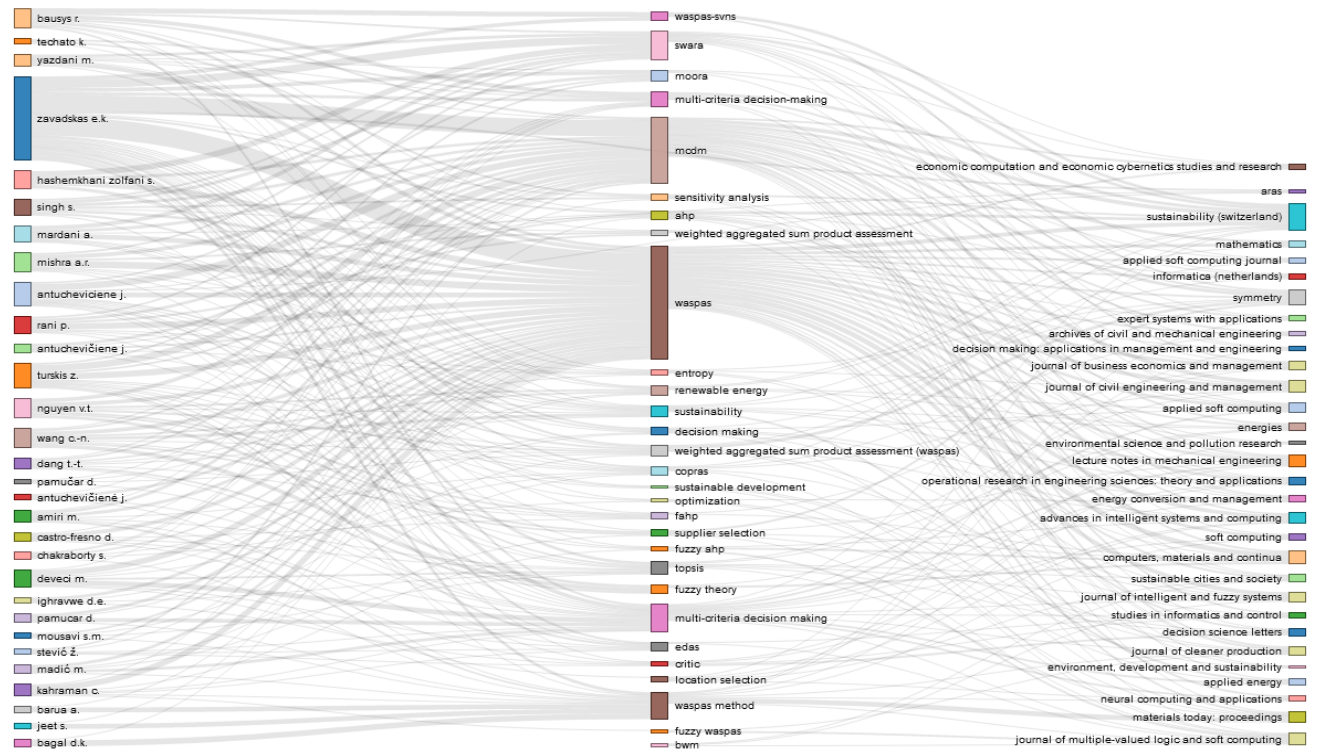 bausys r.
techato k.
yazdani m.
zavadskas e.k.
hashemkhani zolfani s.
singh s.
mardani a.
mishra a.r.
antucheviciene j.
rani p.
antuchevičiene j.
turskis z.
nguyen v.t.
wang c.-n.
dang t.-t.
pamučar d.
antuchevičienė j.
amiri m.
castro-fresno d.
chakraborty s.
deveci m.
ighravwe d.e.
pamucar d.
mousavi s.m.
stević ž.
madić m.
kahraman c.
barua a.
jeet s.
bagal d.k.
waspas-svns
swara
moora
multi-criteria decision-making
mcdm
sensitivity analysis
ahp
weighted aggregated sum product assessment
waspas
entropy
renewable energy
sustainability
decision making
weighted aggregated sum product assessment (waspas)
copras
sustainable development
optimization
fahp
supplier selection
fuzzy ahp
topsis
fuzzy theory
multi-criteria decision making
edas
critic
location selection
waspas method
fuzzy waspas
bwm
economic computation and economic cybernetics studies and research
aras
sustainability (switzerland)
mathematics
applied soft computing journal
informatica (netherlands)
symmetry
expert systems with applications
archives of civil and mechanical engineering
decision making: applications in management and engineering
journal of business economics and management
journal of civil engineering and management
applied soft computing
energies
environmental science and pollution research
lecture notes in mechanical engineering
operational research in engineering sciences: theory and applications
energy conversion and management
advances in intelligent systems and computing
soft computing
computers, materials and continua
sustainable cities and society
journal of intelligent and fuzzy systems
studies in informatics and control
decision science letters
journal of cleaner production
environment, development and sustainability
applied energy
neural computing and applications
materials today: proceedings
journal of multiple-valued logic and soft computing